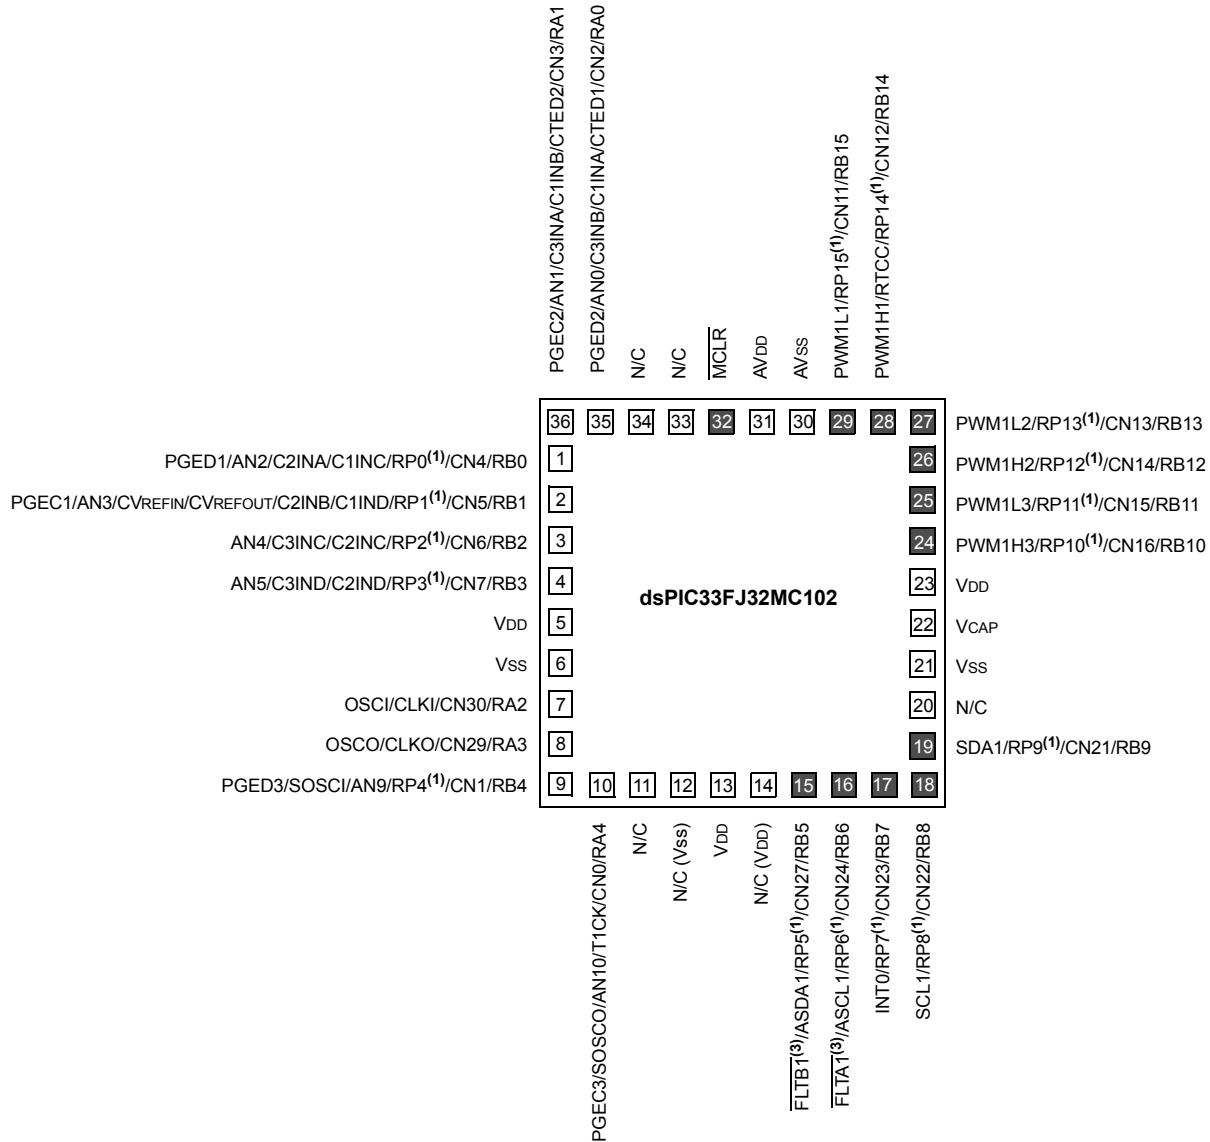 PGEC2/AN1/C3INA/C1INB/CTED2/CN3/RA1
PGED2/AN0/C3INB/C1INA/CTED1/CN2/RA0
N/C
N/C
MCLR
AVDD
AVSS
PWM1L1/RP15(1)/CN11/RB15
PWM1H1/RTCC/RP14(1)/CN12/RB14
36 35 34 33 32 31 30 29 28 27 PWM1L2/RP13(1)/CN13/RB13
PGED1/AN2/C2INA/C1INC/RP0(1)/CN4/RB0 1
26 PWM1H2/RP12(1)/CN14/RB12
PGEC1/AN3/CVREFIN/CVREFOUT/C2INB/C1IND/RP1(1)/CN5/RB1 2
25 PWM1L3/RP11(1)/CN15/RB11
AN4/C3INC/C2INC/RP2(1)/CN6/RB2 3
24 PWM1H3/RP10(1)/CN16/RB10
AN5/C3IND/C2IND/RP3(1)/CN7/RB3 4
23 VDD
dsPIC33FJ32MC102
VDD 5
22 VCAP
VSS 6
21 VSS
OSCI/CLKI/CN30/RA2 7
20 N/C
OSCO/CLKO/CN29/RA3 8
19 SDA1/RP9(1)/CN21/RB9
PGED3/SOSCI/AN9/RP4(1)/CN1/RB4 9 10 11 12 13 14 15 16 17 18
PGEC3/SOSCO/AN10/T1CK/CN0/RA4
N/C
N/C (Vss)
VDD
N/C (VDD)
FLTB1(3)/ASDA1/RP5(1)/CN27/RB5
FLTA1(3)/ASCL1/RP6(1)/CN24/RB6
INT0/RP7(1)/CN23/RB7
SCL1/RP8(1)/CN22/RB8